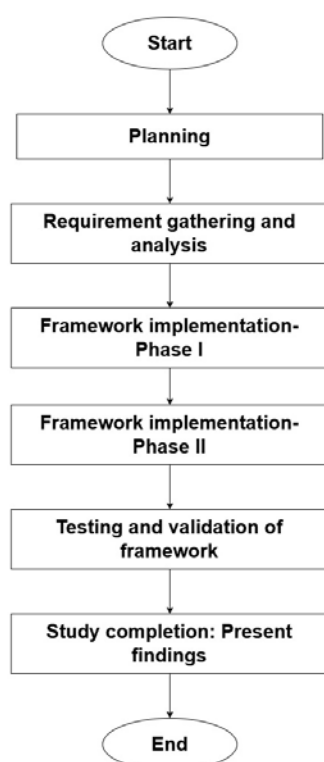 Start
Planning
Requirement gathering and
analysis
Framework implementation-
Phase I
Framework implementation-
Phase II
Testing and validation of
framework
Study completion: Present
findings
End